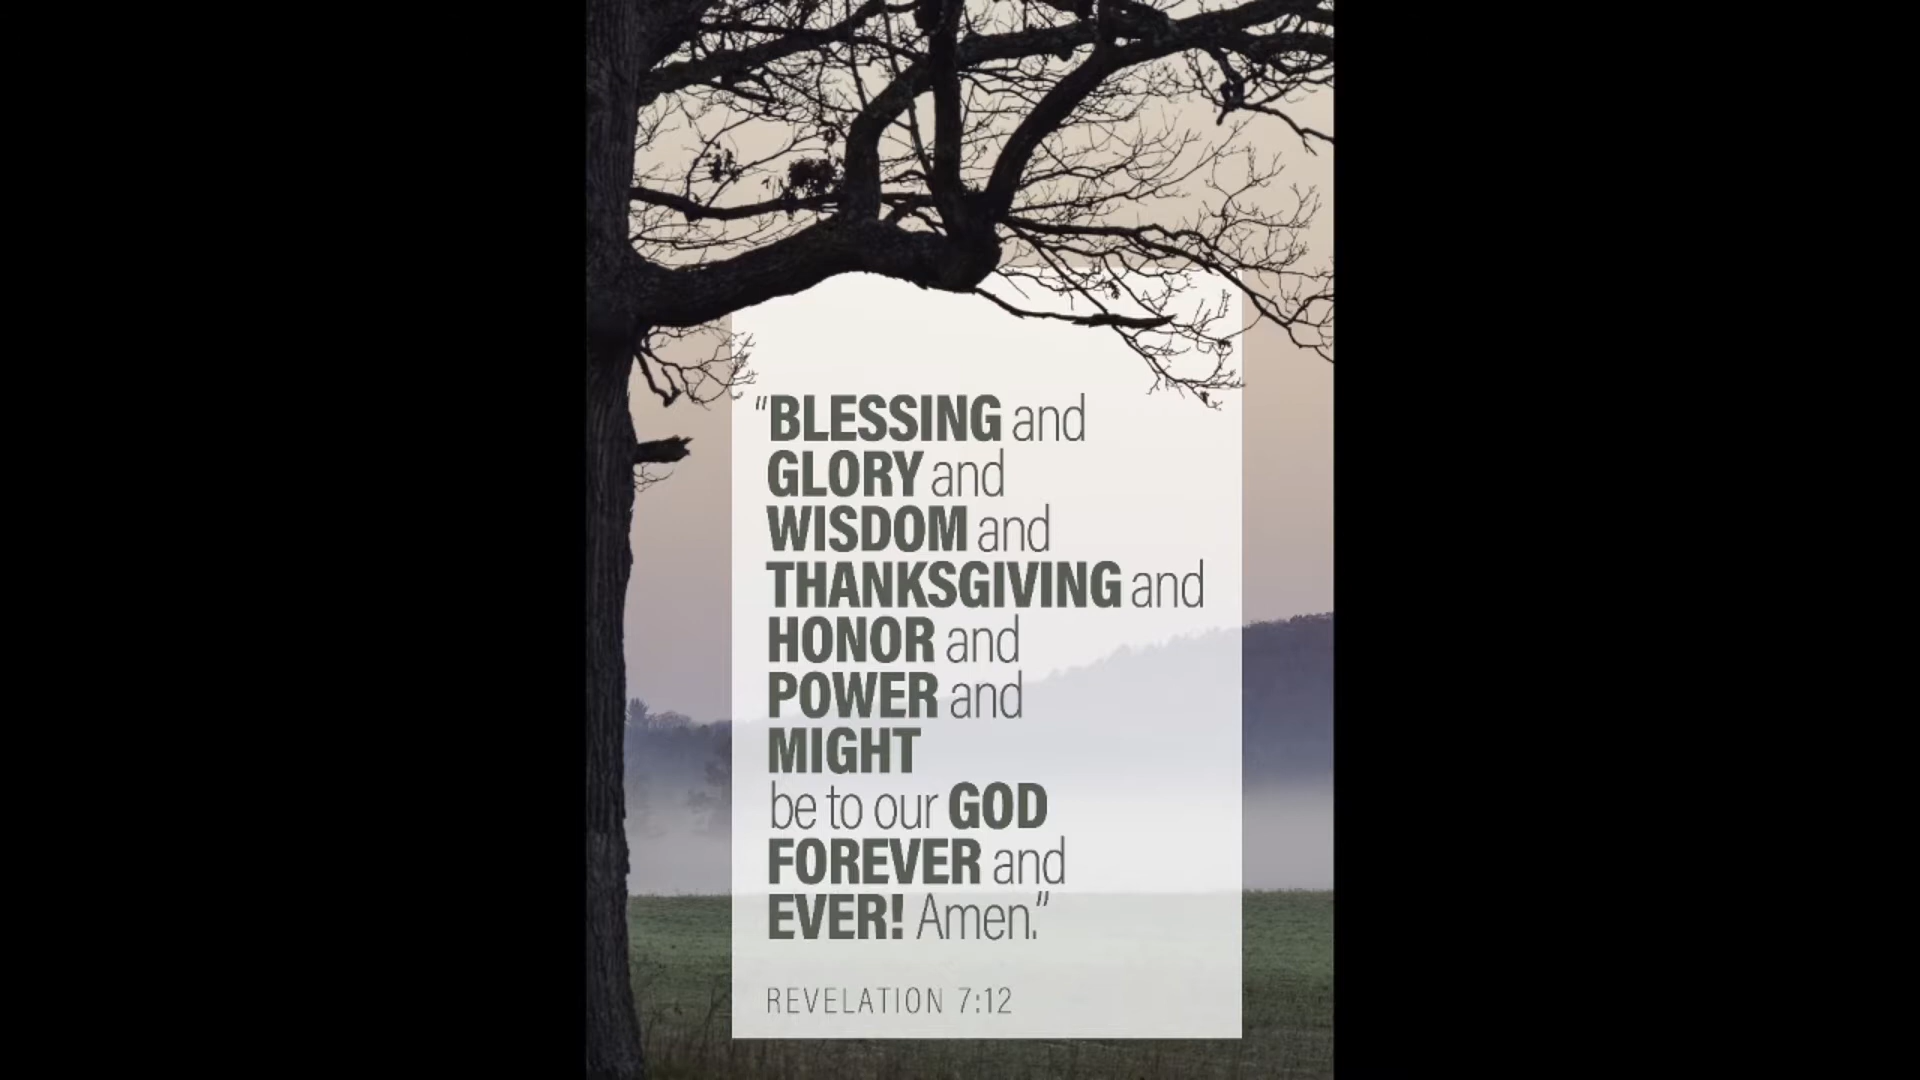 “BLESSING and
GLORY and
WISDOM and
THANKSGIVING and
HONOR and
POWER and
MIGHT
be to our GOD
FOREVER and
EVER! Amen.”
REVELATION 7:12